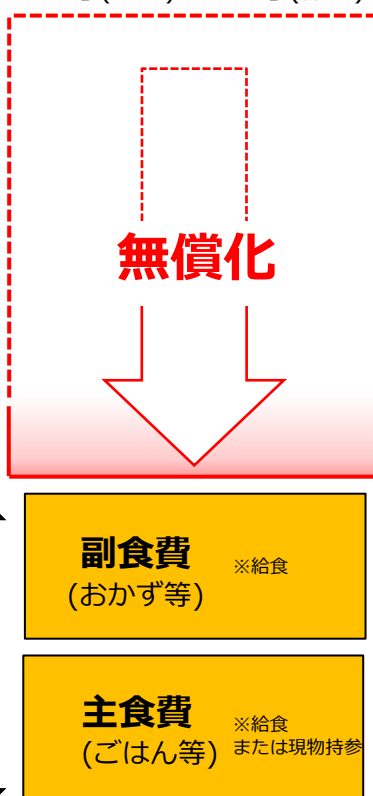 無償化
副食費
(おかず等)
※給食
主食費
(ごはん等)
※給食
または現物持参